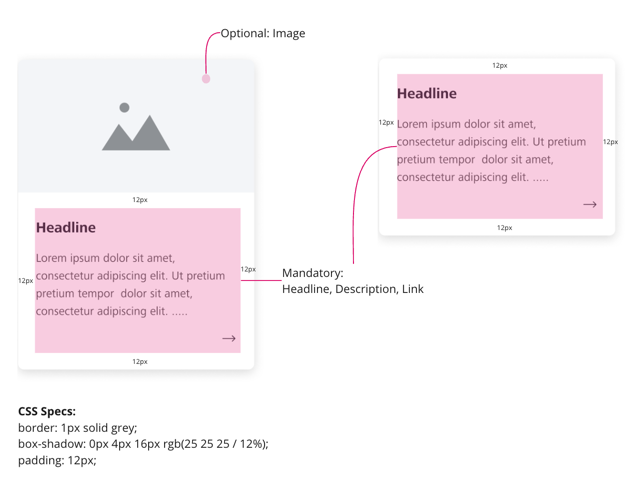 Optional: Image
12px
Headline
Lorem ipsum dolor sit amet,
consectetur adipiscing elit. Ut pretium
pretium tempor  dolor sit amet,
consectetur adipiscing elit. .....
12px
12px
12px
12px
Headline
Lorem ipsum dolor sit amet,
consectetur adipiscing elit. Ut pretium
pretium tempor  dolor sit amet,
consectetur adipiscing elit. .....
12px
12px
12px
Mandatory:
Headline, Description, Link
CSS Specs:
border: 1px solid grey;
box-shadow: 0px 4px 16px rgb(25 25 25 / 12%);
padding: 12px;